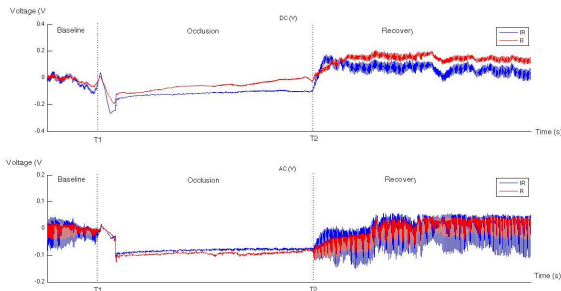 Voltage (V)
DC (V)
Baseline
Occlusion
Recovery
IR
R
0.4
0.2
0
-0.2
-0.4
T1
T2
Time (s)
Voltage (V
AC (V)
Baseline
Occlusion
Recovery
IR
R
0.2
0.1
0
-0.1
-0.2
T1
T2
Time (s)